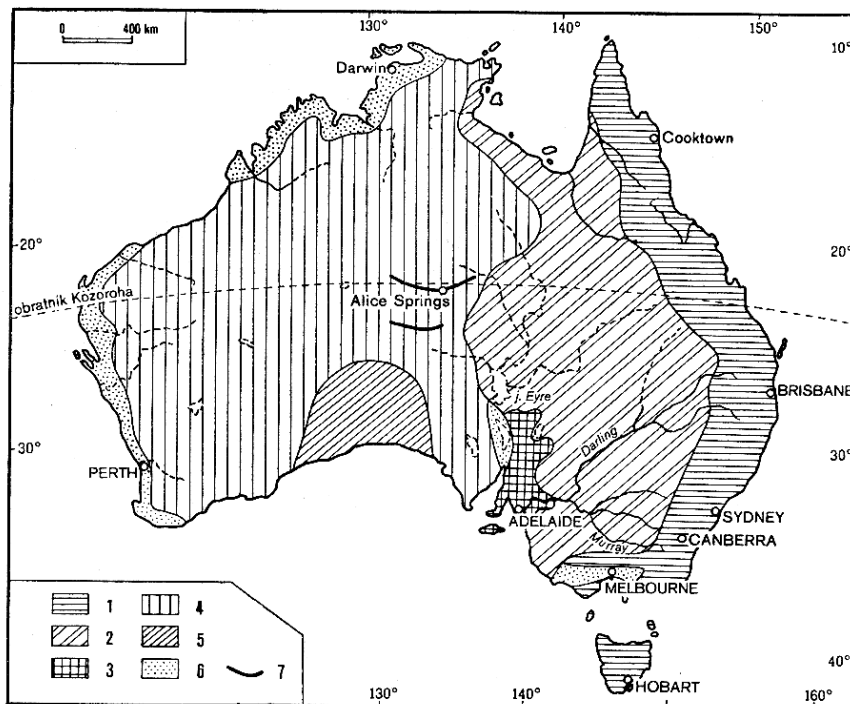 0 400 km
130° 140° 150°
10°
Darwin
Cooktown
20° 20°
obratnik Kozoroha
Alice Springs
BRISBANE
j. Eyre
Darling
30° 30°
PERTH
SYDNEY
ADELAIDE
CANBERRA
Murray
MELBOURNE
1 4
2 5
3 6 7
40°
HOBART
130° 140° 160°